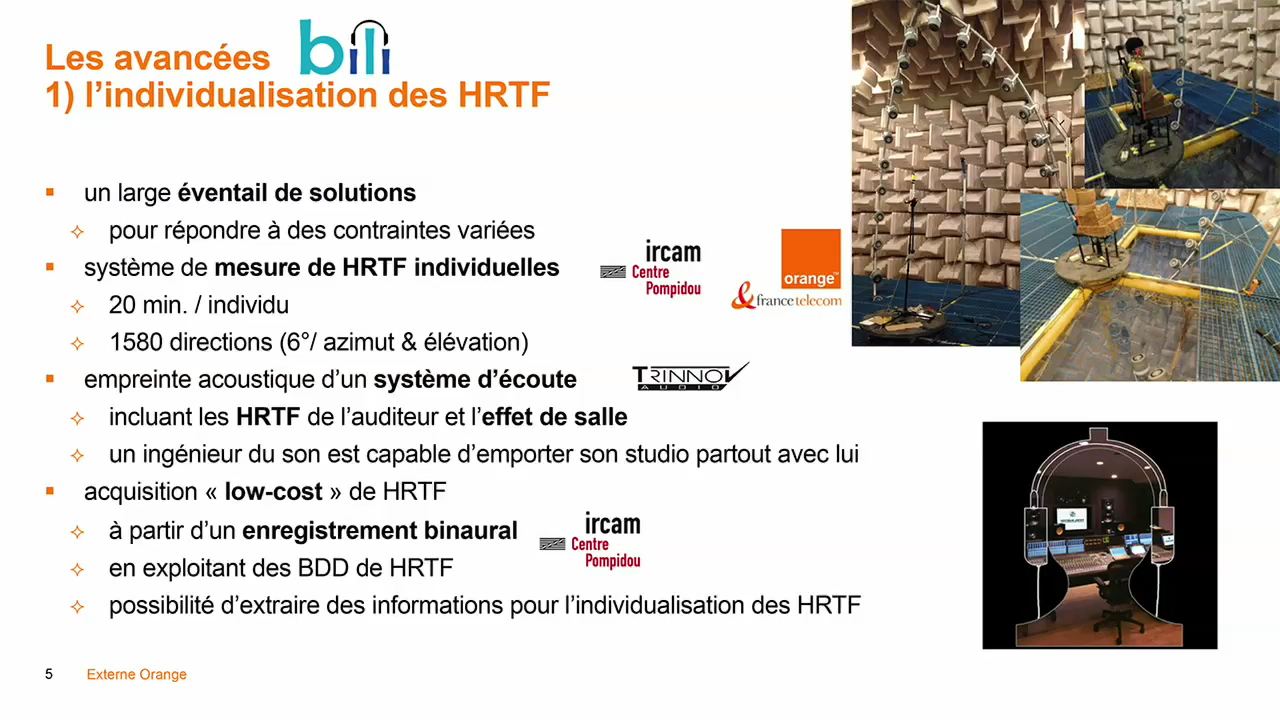 Les avancées bili
1) l’individualisation des HRTF
un large éventail de solutions
pour répondre à des contraintes variées
système de mesure de HRTF individuelles
ircam
Centre
Pompidou
orange™
& france telecom
20 min. / individu
1580 directions (6°/ azimut & élévation)
empreinte acoustique d’un système d’écoute
TRINNOV
AUDIO
incluant les HRTF de l’auditeur et l’effet de salle
un ingénieur du son est capable d’emporter son studio partout avec lui
acquisition « low-cost » de HRTF
à partir d’un enregistrement binaural
ircam
Centre
Pompidou
en exploitant des BDD de HRTF
possibilité d’extraire des informations pour l’individualisation des HRTF
5 Externe Orange